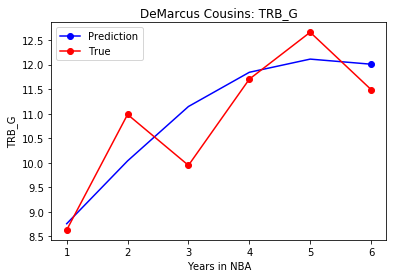 DeMarcus Cousins: TRB_G
Prediction
True
TRB_G
12.5
12.0
11.5
11.0
10.5
10.0
9.5
9.0
8.5
1 2 3 4 5 6
Years in NBA